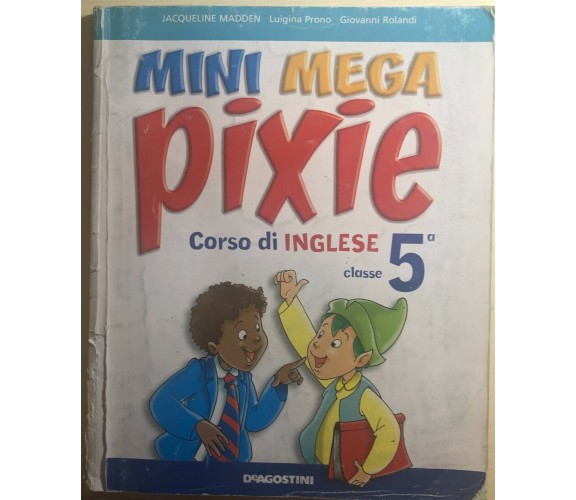 JACQUELINE MADDEN Luigina Prono Giovanni Rolandi
MINI MEGA
pixie
Corso di INGLESE
classe 5ª
DeAGOSTINI